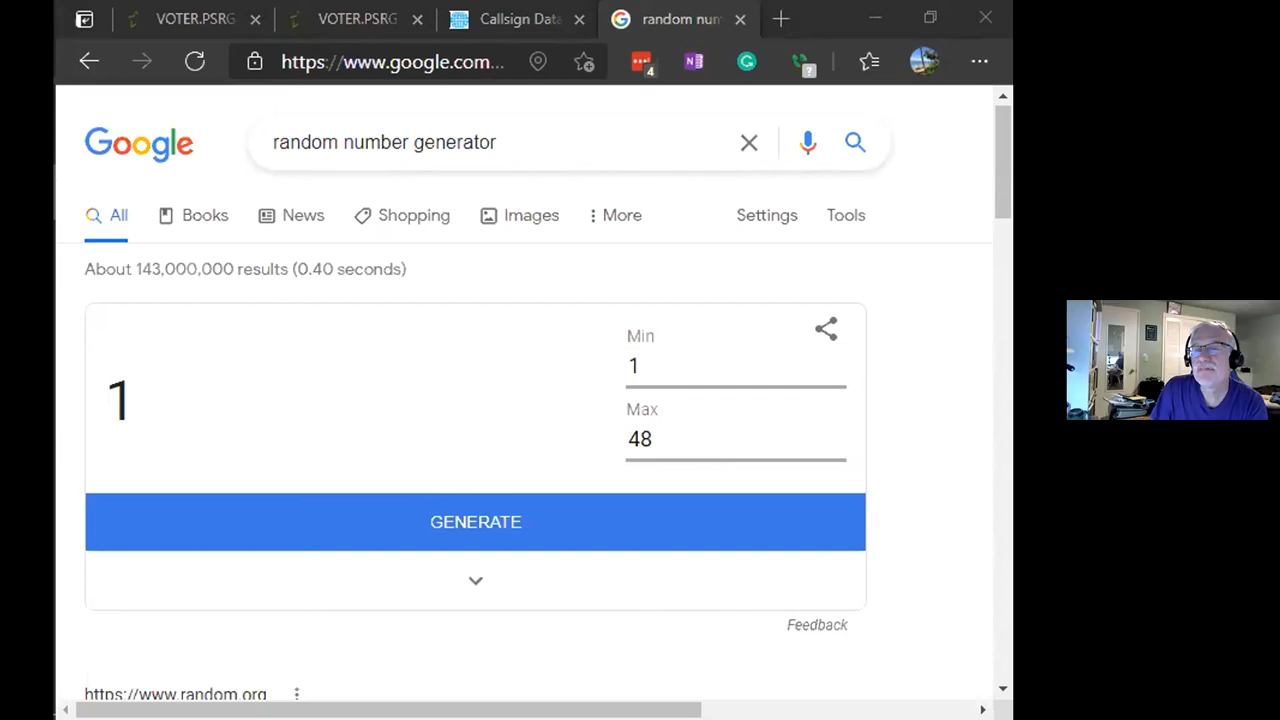 VOTER.PSRG
VOTER.PSRG
Callsign Data
random num
https://www.google.com...
4
N
?
Google
random number generator
All
Books
News
Shopping
Images
More
Settings
Tools
About 143,000,000 results (0.40 seconds)
1
Min
1
Max
48
GENERATE
Feedback
https://www.random.org